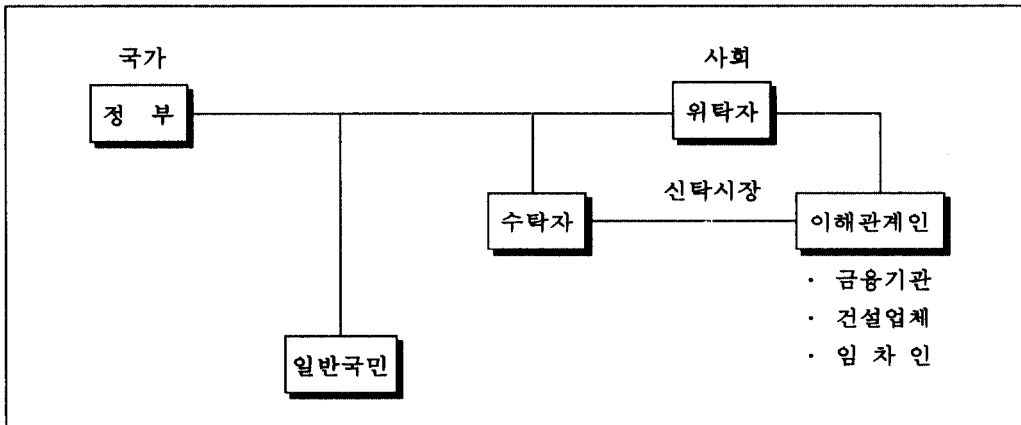 국가
사회
정 부
위탁자
신탁시장
수탁자
이해관계인
· 금융기관
· 건설업체
· 임 차 인
일반국민